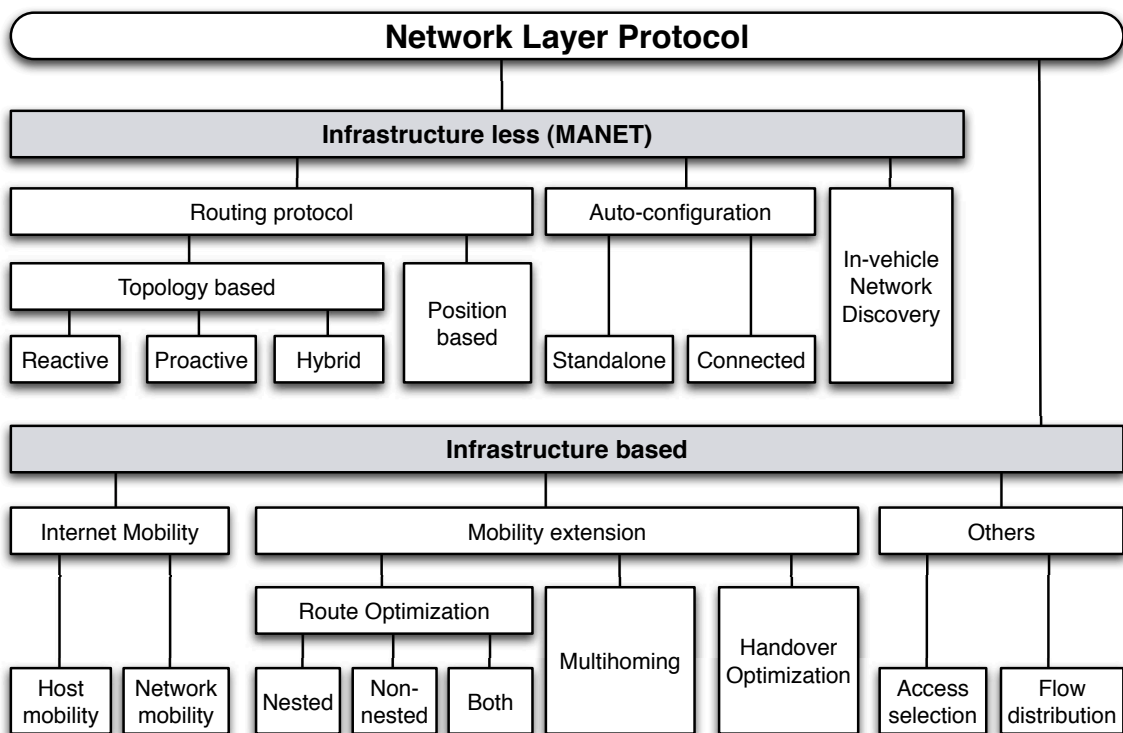 Network Layer Protocol
Infrastructure less (MANET)
Routing protocol
Auto-configuration
In-vehicle
Network
Discovery
Topology based
Position
based
Reactive
Proactive
Hybrid
Standalone
Connected
Infrastructure based
Internet Mobility
Mobility extension
Others
Route Optimization
Multihoming
Handover
Optimization
Host
mobility
Network
mobility
Nested
Non-
nested
Both
Access
selection
Flow
distribution